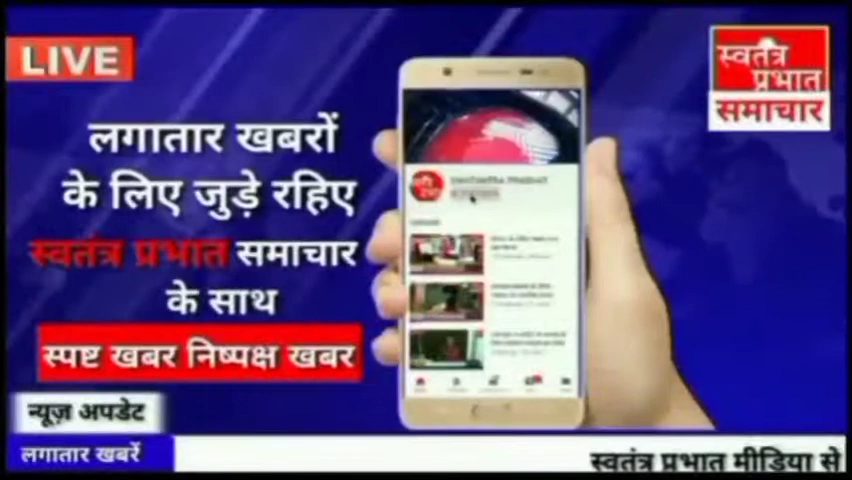 LIVE
स्वतंत्र
प्रभात
समाचार
लगातार खबरों
के लिए जुड़े रहिए
स्वतंत्र प्रभात समाचार
के साथ
स्पष्ट खबर निष्पक्ष खबर
न्यूज़ अपडेट
लगातार खबरें
स्वतंत्र प्रभात मीडिया से